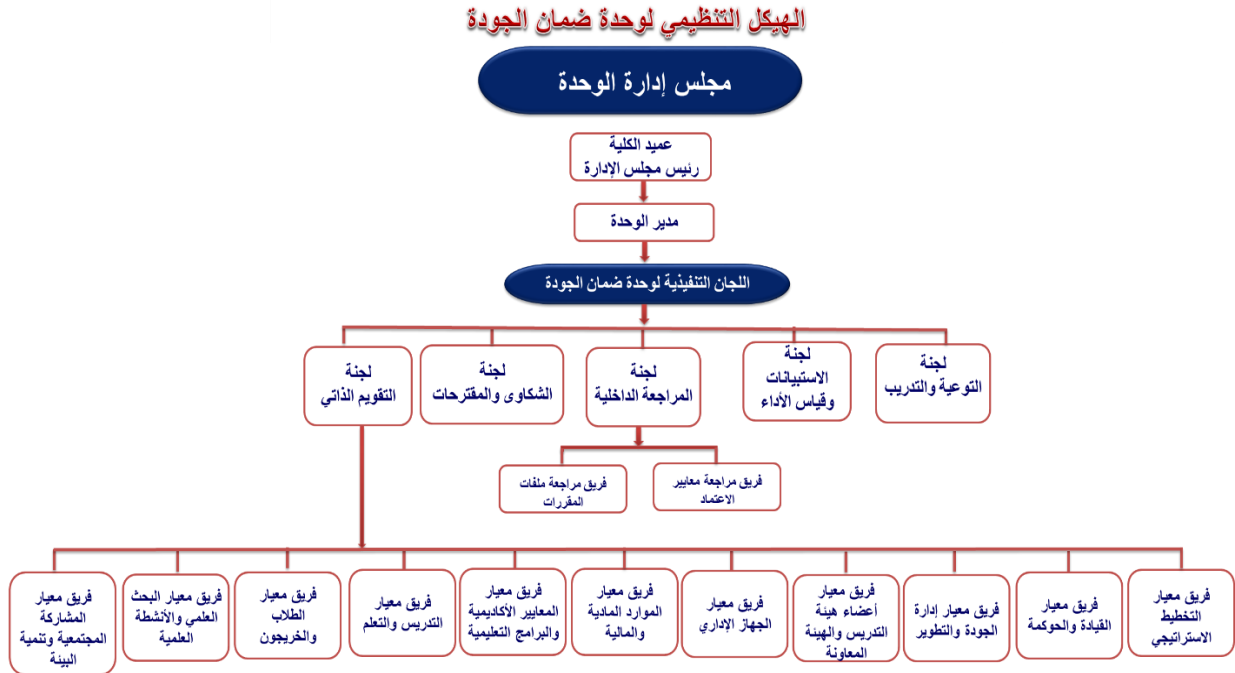 الهيكل التنظيمي لوحدة ضمان الجودة
مجلس إدارة الوحدة
عميد الكلية
رئيس مجلس الإدارة
مدير الوحدة
اللجان التنفيذية لوحدة ضمان الجودة
لجنة
التوعية والتدريب
لجنة
الاستبيانات
وقياس الأداء
لجنة
المراجعة الداخلية
لجنة
الشكاوى والمقترحات
لجنة
التقويم الذاتي
فريق مراجعة معايير
الاعتماد
فريق مراجعة ملفات
المقررات
فريق معيار
التخطيط
الاستراتيجي
فريق معيار
القيادة والحوكمة
فريق معيار إدارة
الجودة والتطوير
فريق معيار
أعضاء هيئة
التدريس والهيئة
المعاونة
فريق معيار
الجهاز الإداري
فريق معيار
الموارد المادية
والمالية
فريق معيار
المعايير الأكاديمية
والبرامج التعليمية
فريق معيار
التدريس والتعلم
فريق معيار
الطلاب
والخريجون
فريق معيار البحث
العلمي والأنشطة
العلمية
فريق معيار
المشاركة
المجتمعية وتنمية
البيئة